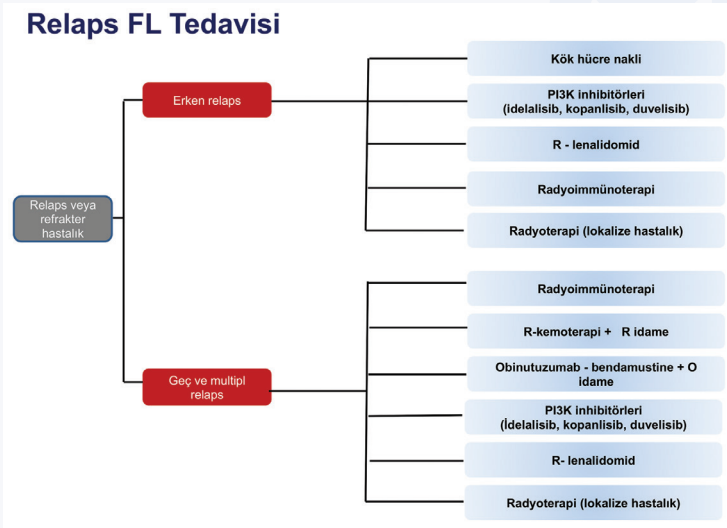 Relaps FL Tedavisi
Relaps veya
refrakter
hastalık
Erken relaps
Kök hücre nakli
PI3K inhibitörleri
(idelalisib, kopanlisib, duvelisib)
R - lenalidomid
Radyoimmünoterapi
Radyoterapi (lokalize hastalık)
Geç ve multipl
relaps
Radyoimmünoterapi
R-kemoterapi + R idame
Obinutuzumab - bendamustine + O
idame
PI3K inhibitörleri
(İdelalisib, kopanlisib, duvelisib)
R- lenalidomid
Radyoterapi (lokalize hastalık)